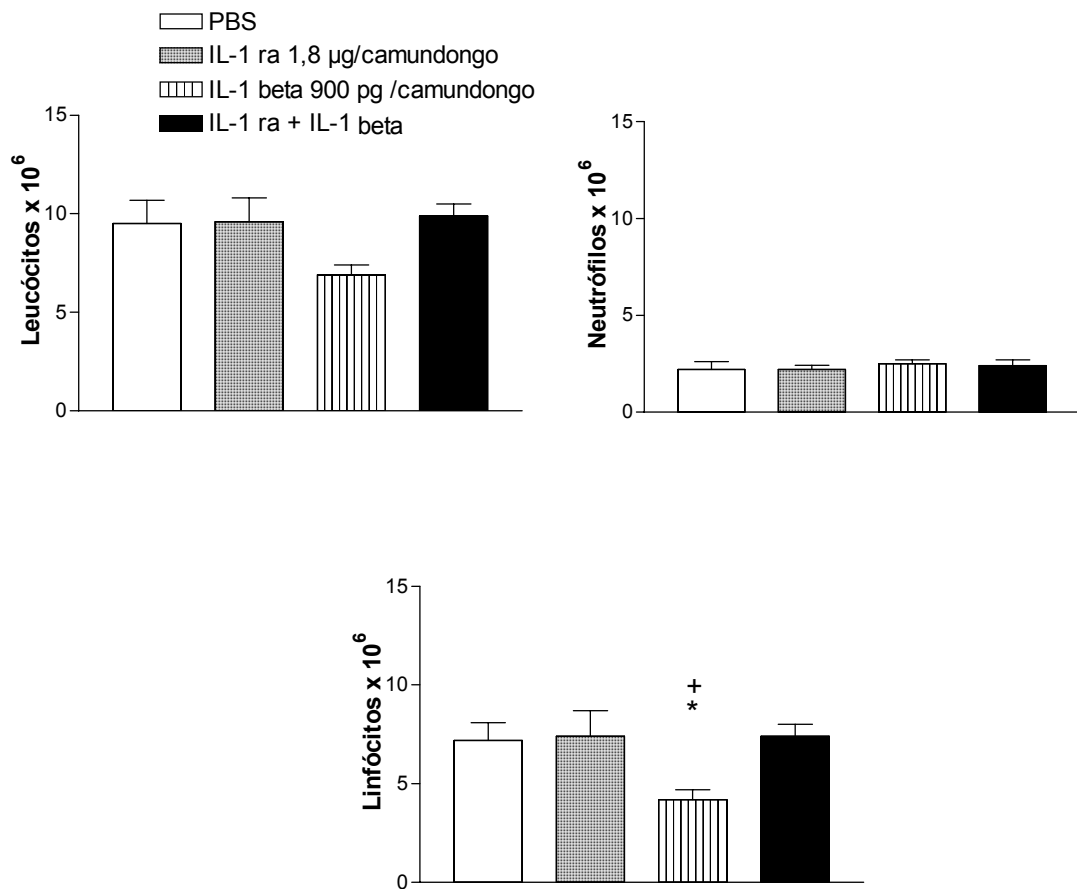 PBS
IL-1 ra 1,8 µg/camundongo
IL-1 beta 900 pg /camundongo
IL-1 ra + IL-1 beta
Leucócitos x 10⁶
15
10
5
0
Neutrófilos x 10⁶
15
10
5
0
Linfócitos x 10⁶
15
10
5
0
+
*